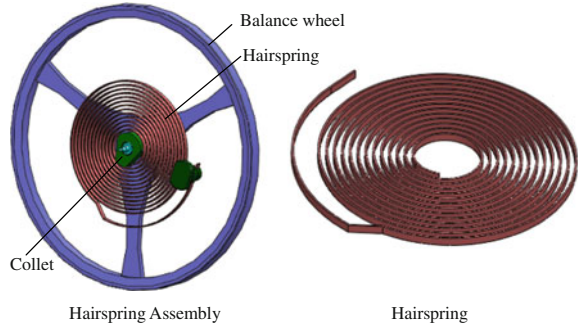 Balance wheel
Hairspring
Collet
Hairspring Assembly
Hairspring